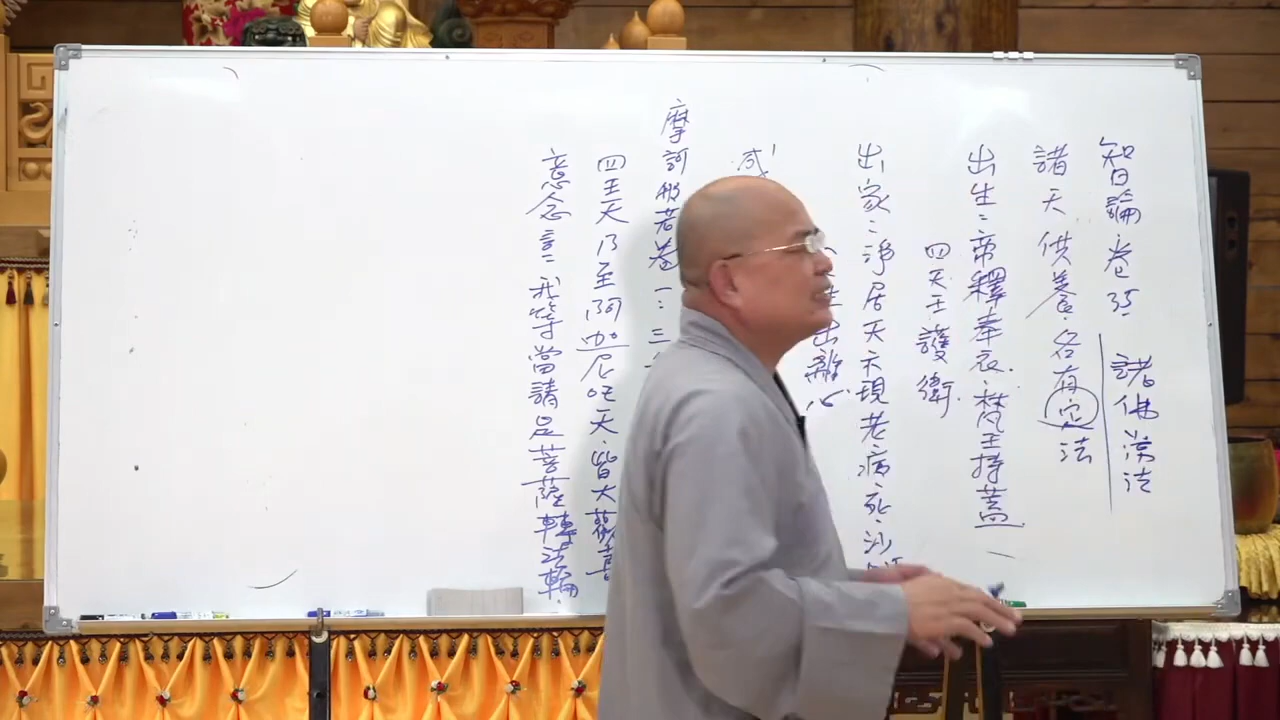 智論卷35 諸佛常法
諸天供養·各有定法
出生:帝釋奉衣·梵王持蓋
四天王護衛·
出家:淨居天示現老·病·死·沙
出離心
成
摩訶般若卷一:三
四王天乃至阿迦尼吒天·皆大歡喜
意念言:我等當請是菩薩轉法輪·